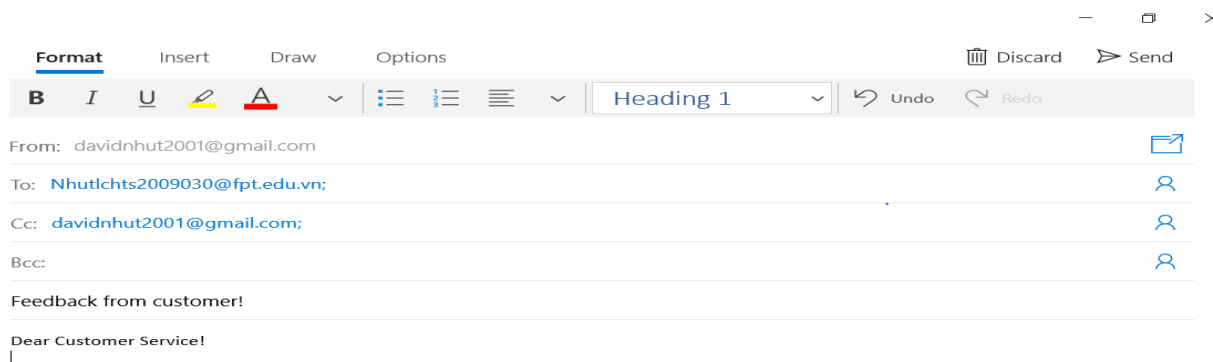 Format Insert Draw Options Discard Send
B I U A Heading 1 Undo Redo
From: davidnhut2001@gmail.com
To: Nhutlchts2009030@fpt.edu.vn;
Cc: davidnhut2001@gmail.com;
Bcc:
Feedback from customer!
Dear Customer Service!